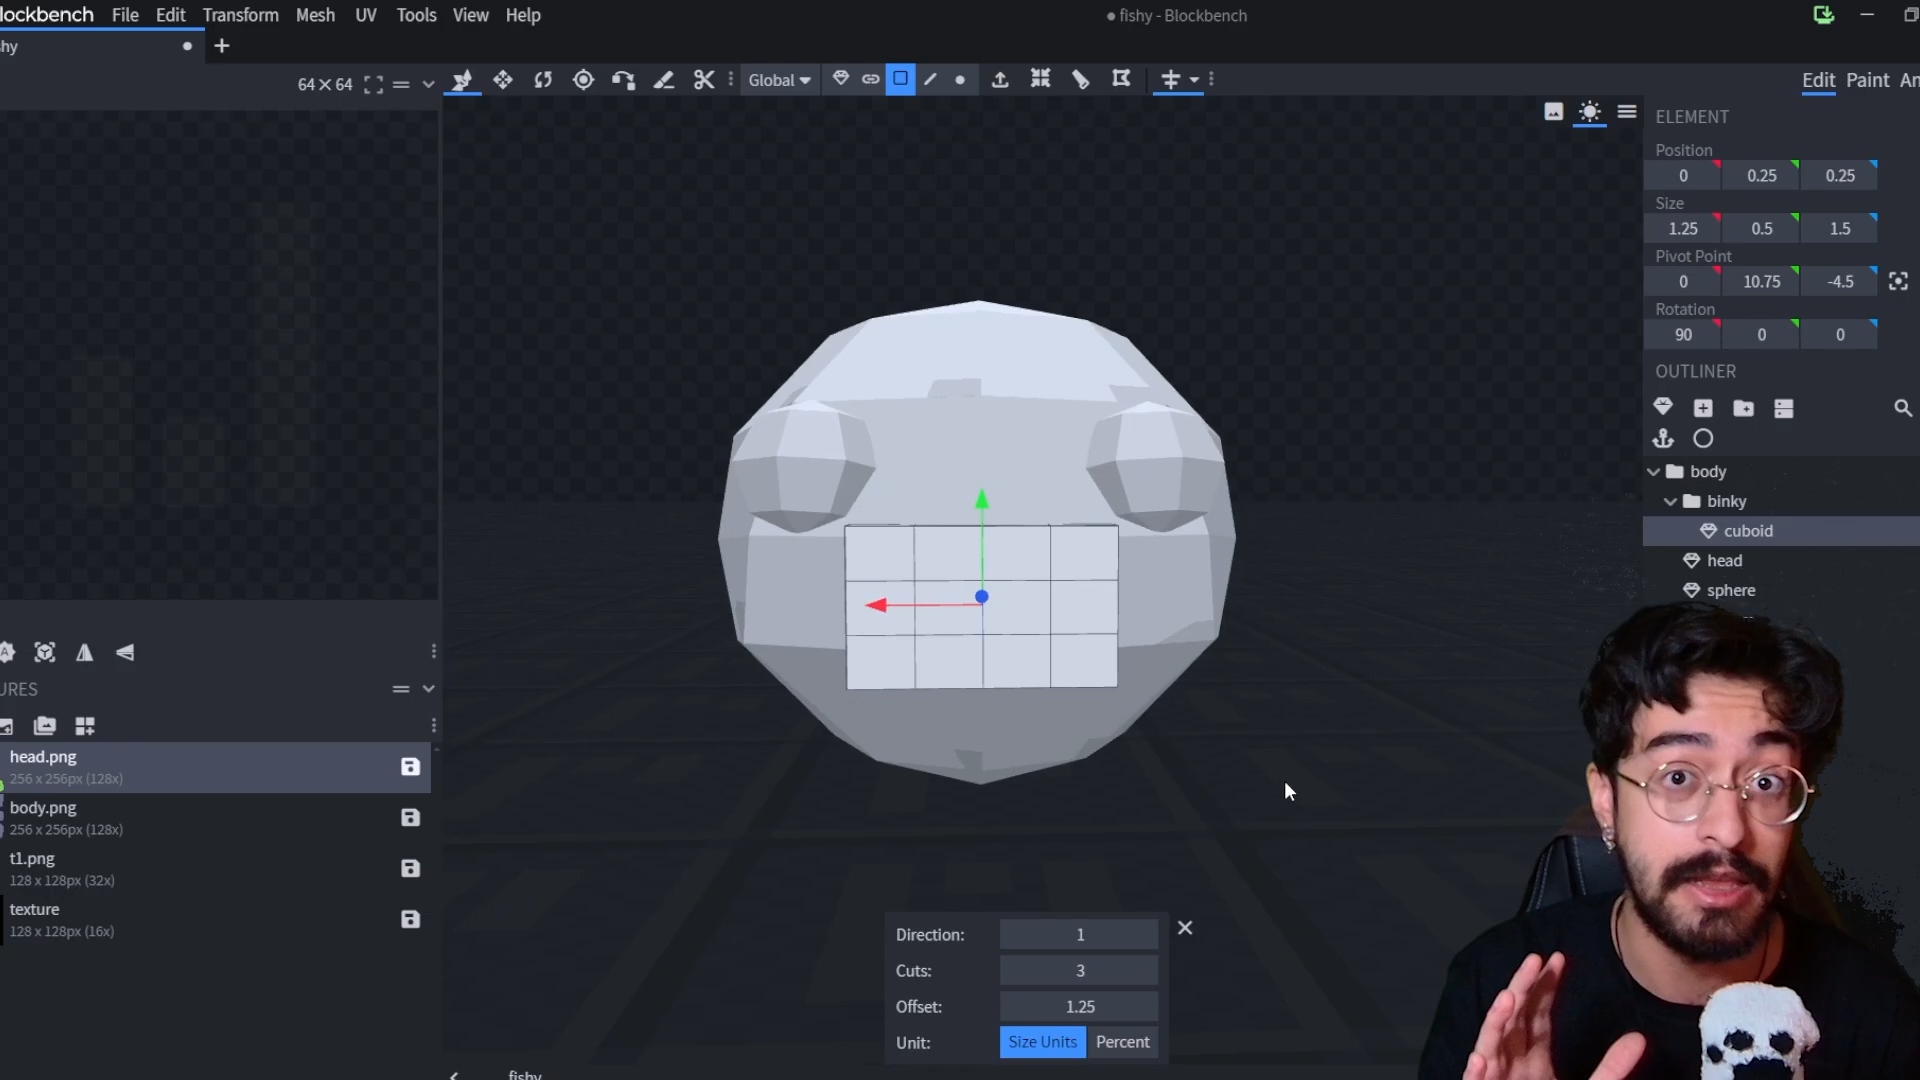 lockbench File Edit Transform Mesh UV Tools View Help
fishy - Blockbench
hy
64 × 64
Global
Edit Paint An
ELEMENT
Position
0 0.25 0.25
Size
1.25 0.5 1.5
Pivot Point
0 10.75 -4.5
Rotation
90 0 0
OUTLINER
body
binky
cuboid
head
sphere
URES
head.png
256 x 256px (128x)
body.png
256 x 256px (128x)
t1.png
128 x 128px (32x)
texture
128 x 128px (16x)
Direction: 1
Cuts: 3
Offset: 1.25
Unit: Size Units Percent
fishy